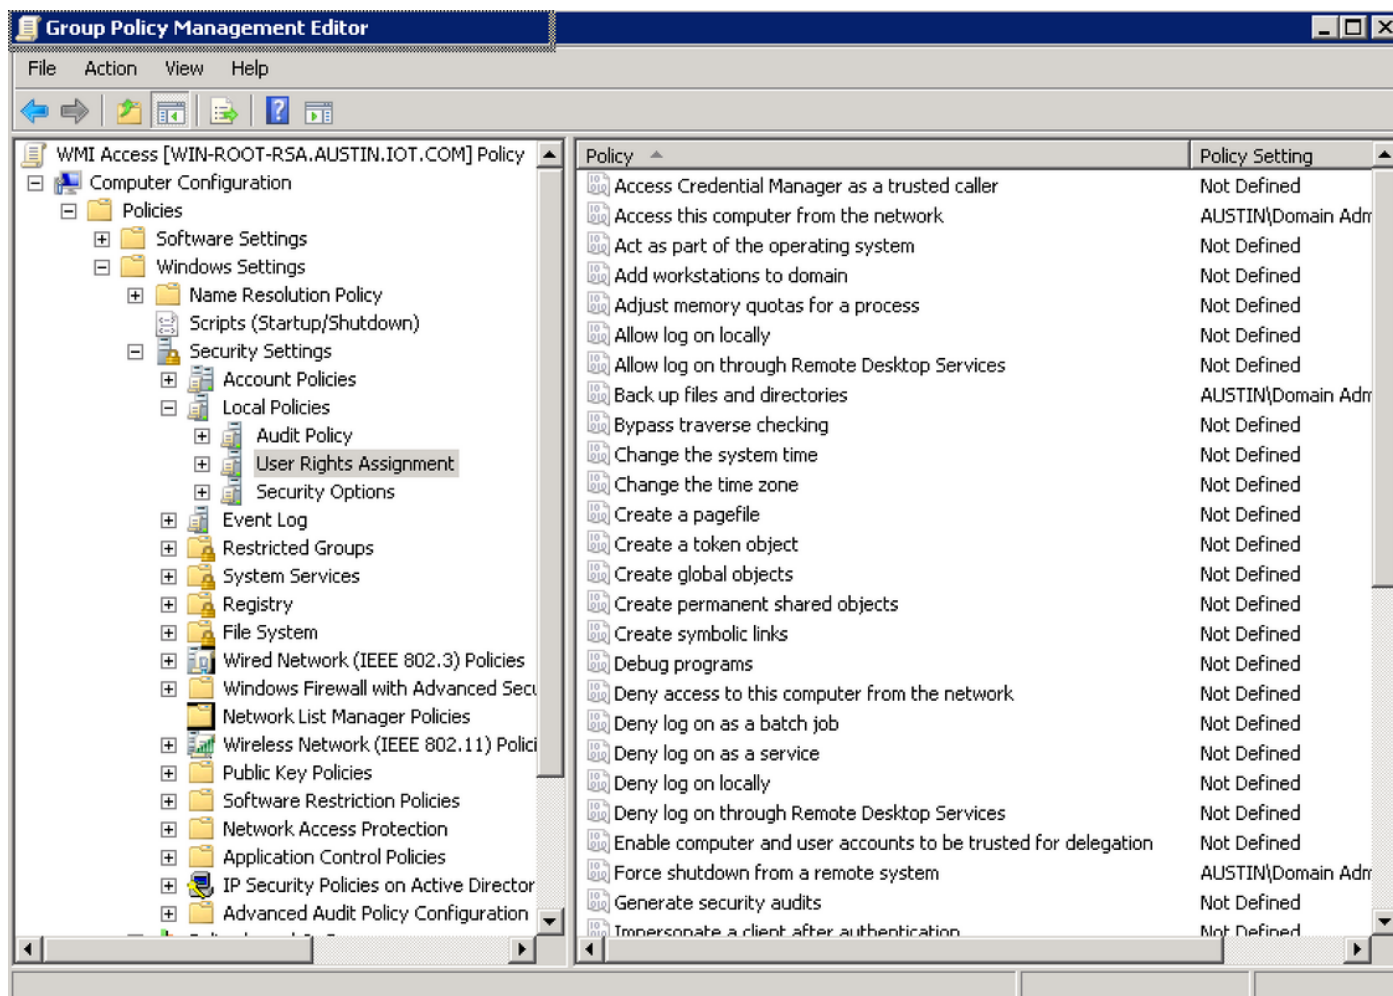 Group Policy Management Editor
File Action View Help
WMI Access [WIN-ROOT-RSA.AUSTIN.IOT.COM] Policy
Computer Configuration
Policies
Software Settings
Windows Settings
Name Resolution Policy
Scripts (Startup/Shutdown)
Security Settings
Account Policies
Local Policies
Audit Policy
User Rights Assignment
Security Options
Event Log
Restricted Groups
System Services
Registry
File System
Wired Network (IEEE 802.3) Policies
Windows Firewall with Advanced Secu
Network List Manager Policies
Wireless Network (IEEE 802.11) Polici
Public Key Policies
Software Restriction Policies
Network Access Protection
Application Control Policies
IP Security Policies on Active Director
Advanced Audit Policy Configuration
Policy Policy Setting
Access Credential Manager as a trusted caller Not Defined
Access this computer from the network AUSTIN\Domain Adm
Act as part of the operating system Not Defined
Add workstations to domain Not Defined
Adjust memory quotas for a process Not Defined
Allow log on locally Not Defined
Allow log on through Remote Desktop Services Not Defined
Back up files and directories AUSTIN\Domain Adm
Bypass traverse checking Not Defined
Change the system time Not Defined
Change the time zone Not Defined
Create a pagefile Not Defined
Create a token object Not Defined
Create global objects Not Defined
Create permanent shared objects Not Defined
Create symbolic links Not Defined
Debug programs Not Defined
Deny access to this computer from the network Not Defined
Deny log on as a batch job Not Defined
Deny log on as a service Not Defined
Deny log on locally Not Defined
Deny log on through Remote Desktop Services Not Defined
Enable computer and user accounts to be trusted for delegation Not Defined
Force shutdown from a remote system AUSTIN\Domain Adm
Generate security audits Not Defined
Impersonate a client after authentication Not Defined